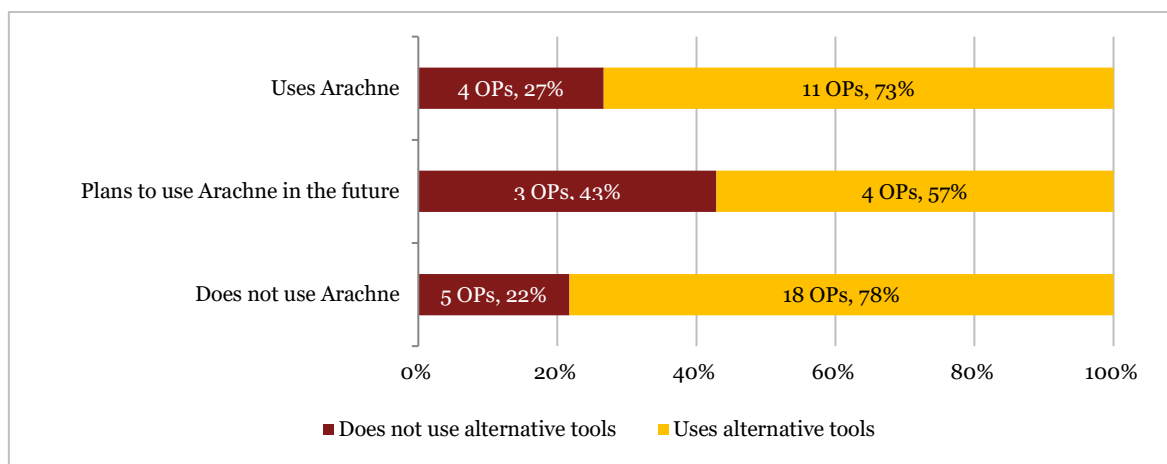 Uses Arachne
4 OPs, 27%
11 OPs, 73%
Plans to use Arachne in the future
3 OPs, 43%
4 OPs, 57%
Does not use Arachne
5 OPs, 22%
18 OPs, 78%
0%
20%
40%
60%
80%
100%
Does not use alternative tools
Uses alternative tools